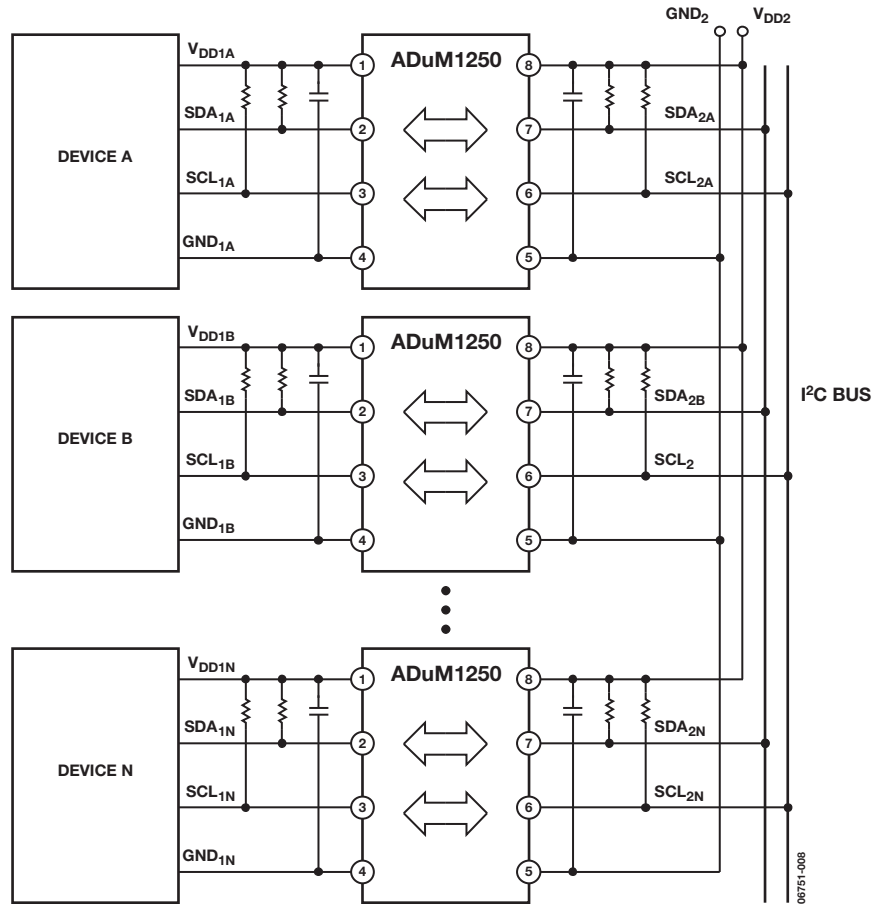 GND2 VDD2
VDD1A
1
ADuM1250
8
SDA1A
2
7
SDA2A
DEVICE A
SCL1A
3
6
SCL2A
GND1A
4
5
VDD1B
1
ADuM1250
8
SDA1B
2
7
SDA2B
I²C BUS
DEVICE B
SCL1B
3
6
SCL2
GND1B
4
5
VDD1N
1
ADuM1250
8
SDA1N
2
7
SDA2N
DEVICE N
SCL1N
3
6
SCL2N
GND1N
4
5
06751-008